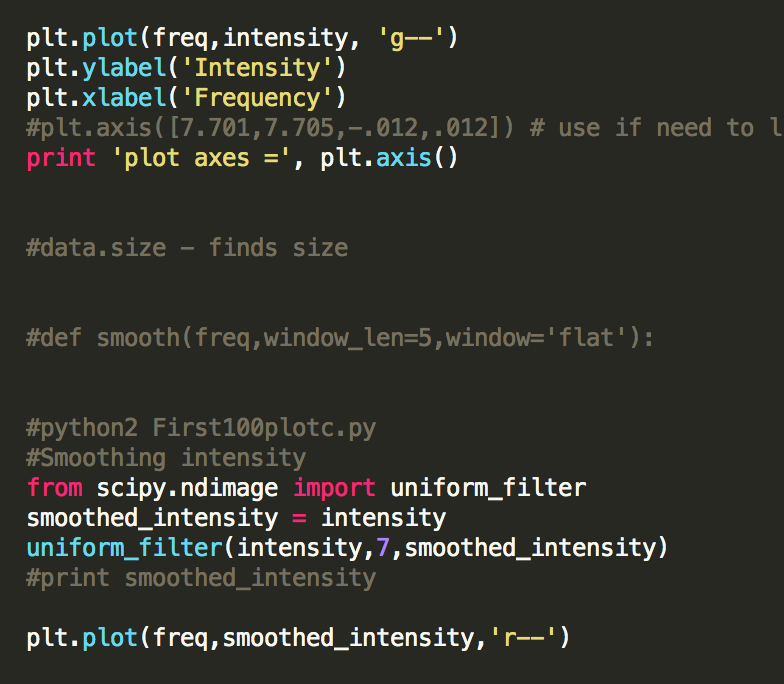 plt.plot(freq,intensity, 'g--')
plt.ylabel('Intensity')
plt.xlabel('Frequency')
#plt.axis([7.701,7.705,-.012,.012]) # use if need to l
print 'plot axes =', plt.axis()
#data.size - finds size
#def smooth(freq,window_len=5,window='flat'):
#python2 First100plotc.py
#Smoothing intensity
from scipy.ndimage import uniform_filter
smoothed_intensity = intensity
uniform_filter(intensity,7,smoothed_intensity)
#print smoothed_intensity
plt.plot(freq,smoothed_intensity,'r--')